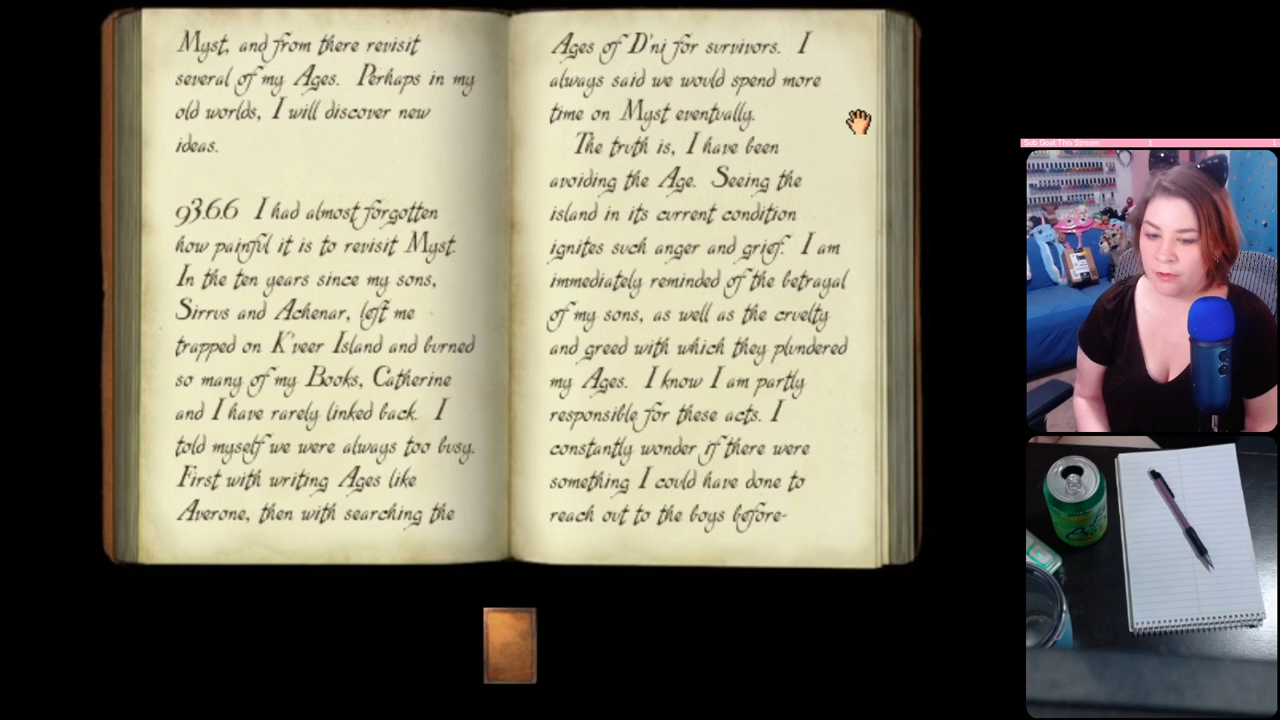 Myst, and from there revisit
several of my Ages. Perhaps in my
old worlds, I will discover new
ideas.
93.6.6 I had almost forgotten
how painful it is to revisit Myst.
In the ten years since my sons,
Sirrus and Achenar, left me
trapped on K'veer Island and burned
so many of my Books, Catherine
and I have rarely linked back. I
told myself we were always too busy.
First with writing Ages like
Averone, then with searching the
Ages of D'ni for survivors. I
always said we would spend more
time on Myst eventually.
The truth is, I have been
avoiding the Age. Seeing the
island in its current condition
ignites such anger and grief. I am
immediately reminded of the betrayal
of my sons, as well as the cruelty
and greed with which they plundered
my Ages. I know I am partly
responsible for these acts. I
constantly wonder if there were
something I could have done to
reach out to the boys before-
Sub Goal This Stream 1